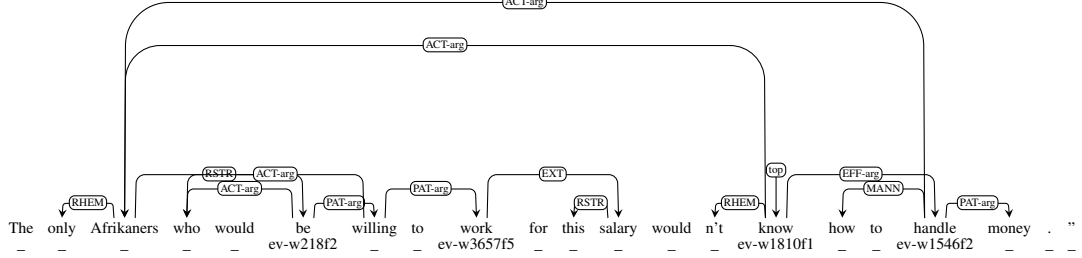 ACT-arg
ACT-arg
top
RSTR ACT-arg EXT EFF-arg
ACT-arg MANN
RHEM PAT-arg PAT-arg RSTR RHEM PAT-arg
The only Afrikaners who would be willing to work for this salary would n't know how to handle money . ”
_ _ _ _ _ ev-w218f2 _ _ ev-w3657f5 _ _ _ _ _ ev-w1810f1 _ _ ev-w1546f2 _ _ _